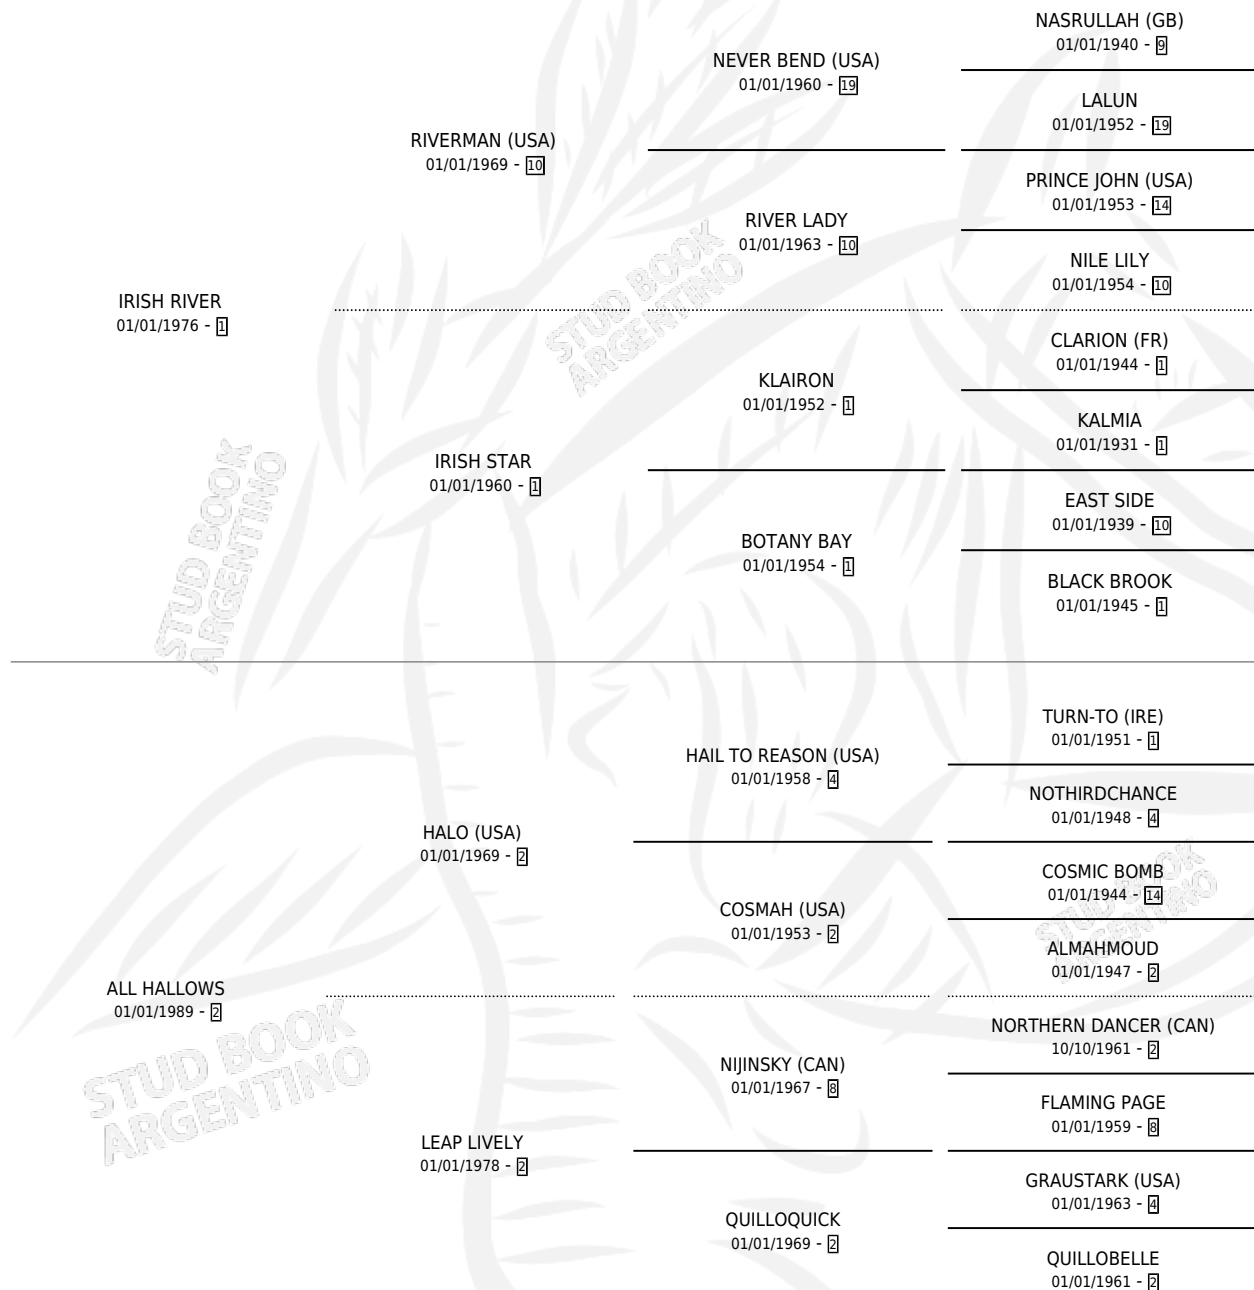 NASRULLAH (GB)
01/01/1940 - 9
NEVER BEND (USA)
01/01/1960 - 19
LALUN
01/01/1952 - 19
RIVERMAN (USA)
01/01/1969 - 10
PRINCE JOHN (USA)
01/01/1953 - 14
RIVER LADY
01/01/1963 - 10
NILE LILY
01/01/1954 - 10
IRISH RIVER
01/01/1976 - 1
STUD BOOK
ARGENTINO
CLARION (FR)
01/01/1944 - 1
KLAIRON
01/01/1952 - 1
KALMIA
01/01/1931 - 1
IRISH STAR
01/01/1960 - 1
EAST SIDE
01/01/1939 - 10
BOTANY BAY
01/01/1954 - 1
BLACK BROOK
01/01/1945 - 1
STUD BOOK
ARGENTINO
TURN-TO (IRE)
01/01/1951 - 1
HAIL TO REASON (USA)
01/01/1958 - 4
NOTHIRDCHANCE
01/01/1948 - 4
HALO (USA)
01/01/1969 - 2
COSMIC BOMB
01/01/1944 - 14
COSMAH (USA)
01/01/1953 - 2
STUD BOOK
ARGENTINO
ALMAHMOUD
01/01/1947 - 2
ALL HALLOWS
01/01/1989 - 2
STUD BOOK
ARGENTINO
NORTHERN DANCER (CAN)
10/10/1961 - 2
NIJINSKY (CAN)
01/01/1967 - 8
FLAMING PAGE
01/01/1959 - 8
LEAP LIVELY
01/01/1978 - 2
GRAUSTARK (USA)
01/01/1963 - 4
QUILLOQUICK
01/01/1969 - 2
QUILLOBELLE
01/01/1961 - 2